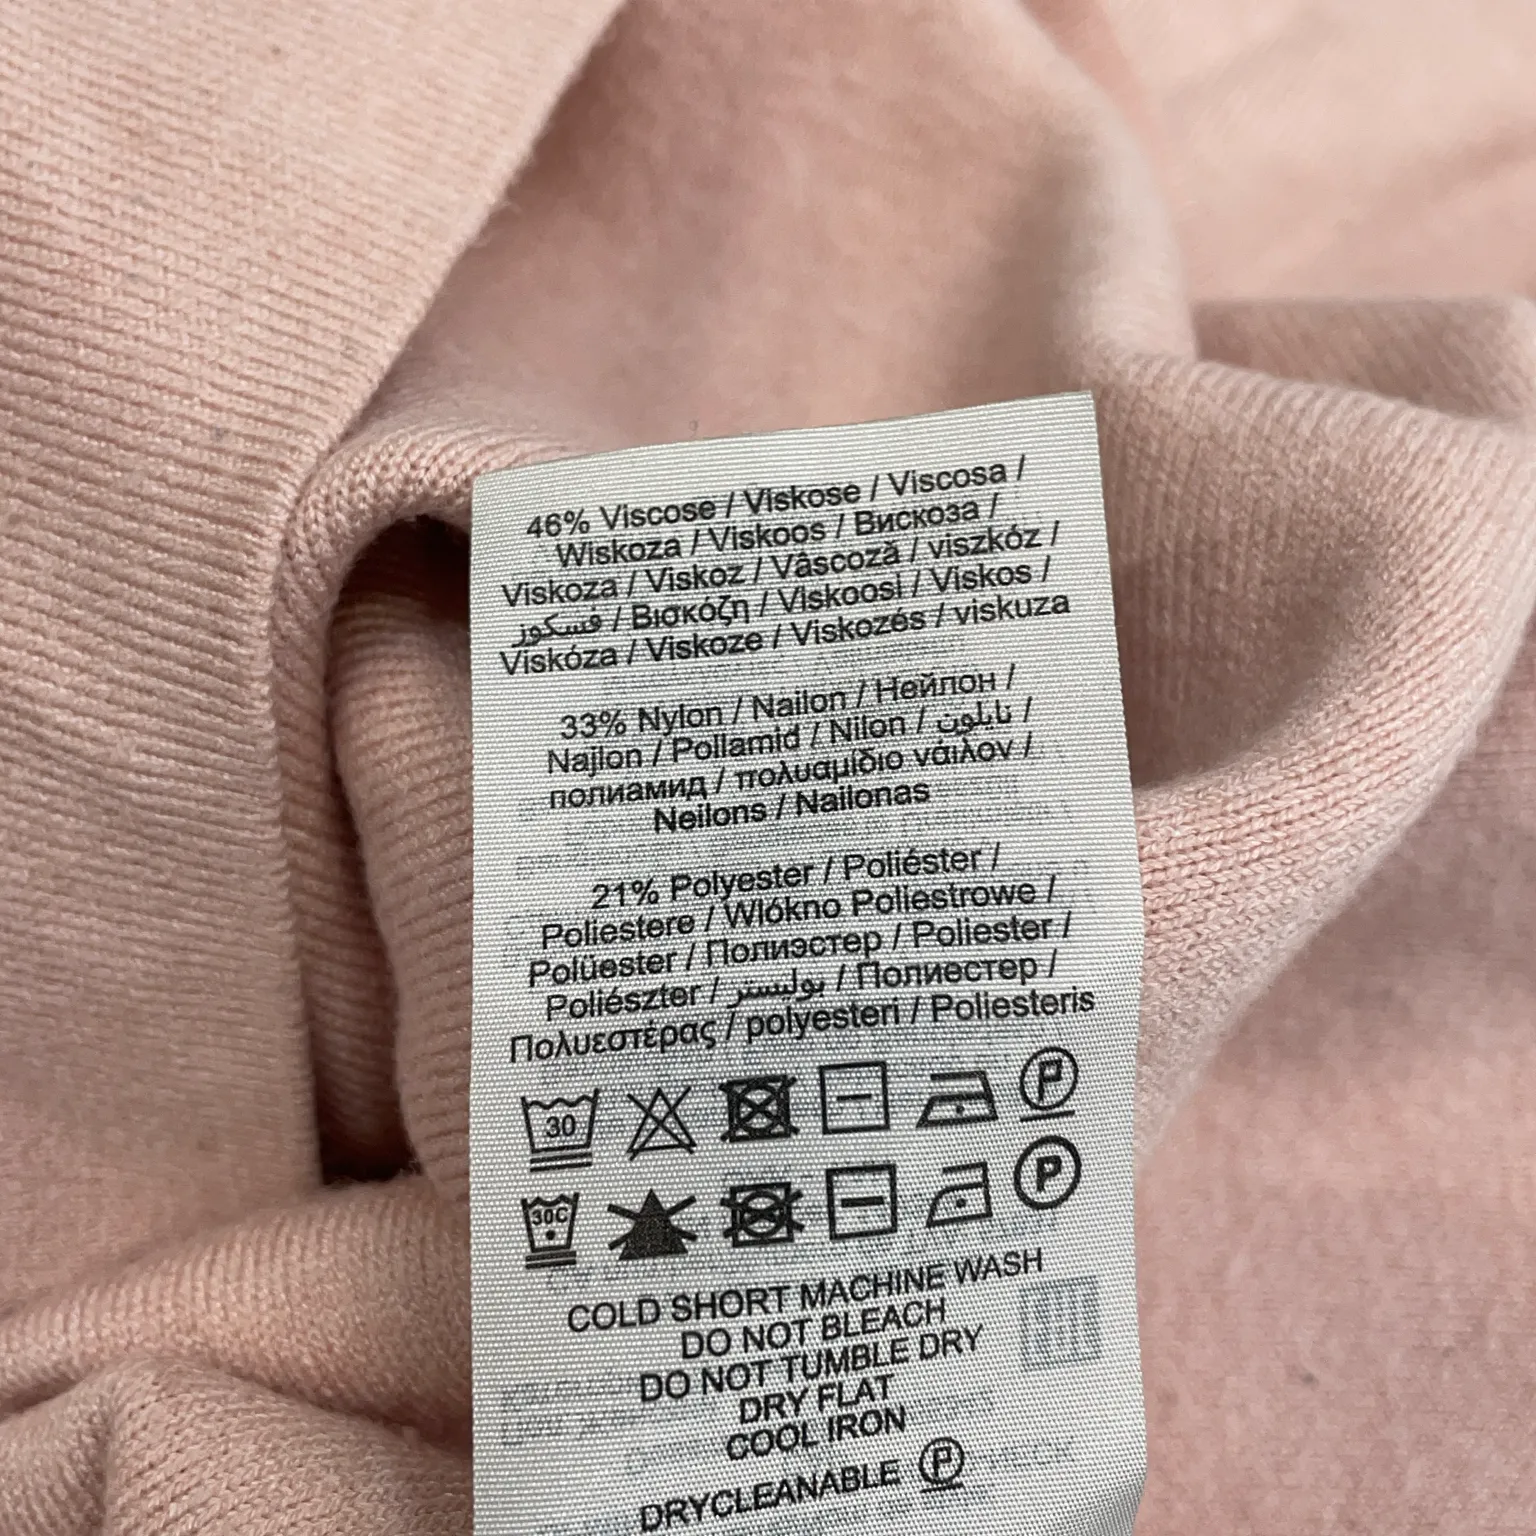 46% Viscose / Viskose / Viscosa /
Wiskoza / Viskoos / Вискоза /
Viskoza / Viskoz / Vâscoză / viszkóz /
فسكوز / Βισκόζη / Viskoosi / Viskos /
Viskóza / Viskoze / Viskozés / viskuza
33% Nylon / Nailon / Нейлон /
Najlon / Poliamid / Nilon / نايلون /
полиамид / πολυαμίδιο νάιλον /
Neilons / Nailonas
21% Polyester / Poliéster /
Poliestere / Wlókno Poliestrowe /
Polüester / Полиэстер / Poliester /
Poliészter / بوليستر / Полиестер /
Πολυεστέρας / polyesteri / Poliesteris
30
P
30C
P
COLD SHORT MACHINE WASH
DO NOT BLEACH
DO NOT TUMBLE DRY
DRY FLAT
COOL IRON
DRYCLEANABLE P